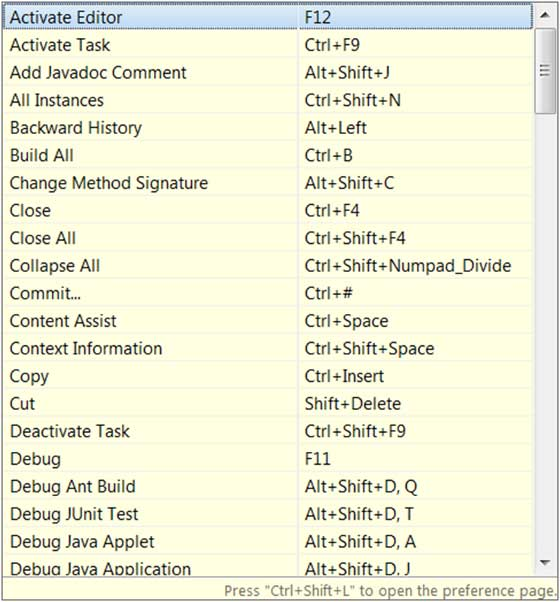 Activate Editor F12
Activate Task Ctrl+F9
Add Javadoc Comment Alt+Shift+J
All Instances Ctrl+Shift+N
Backward History Alt+Left
Build All Ctrl+B
Change Method Signature Alt+Shift+C
Close Ctrl+F4
Close All Ctrl+Shift+F4
Collapse All Ctrl+Shift+Numpad_Divide
Commit... Ctrl+#
Content Assist Ctrl+Space
Context Information Ctrl+Shift+Space
Copy Ctrl+Insert
Cut Shift+Delete
Deactivate Task Ctrl+Shift+F9
Debug F11
Debug Ant Build Alt+Shift+D, Q
Debug JUnit Test Alt+Shift+D, T
Debug Java Applet Alt+Shift+D, A
Debug Java Application Alt+Shift+D, J
Press "Ctrl+Shift+L" to open the preference page.